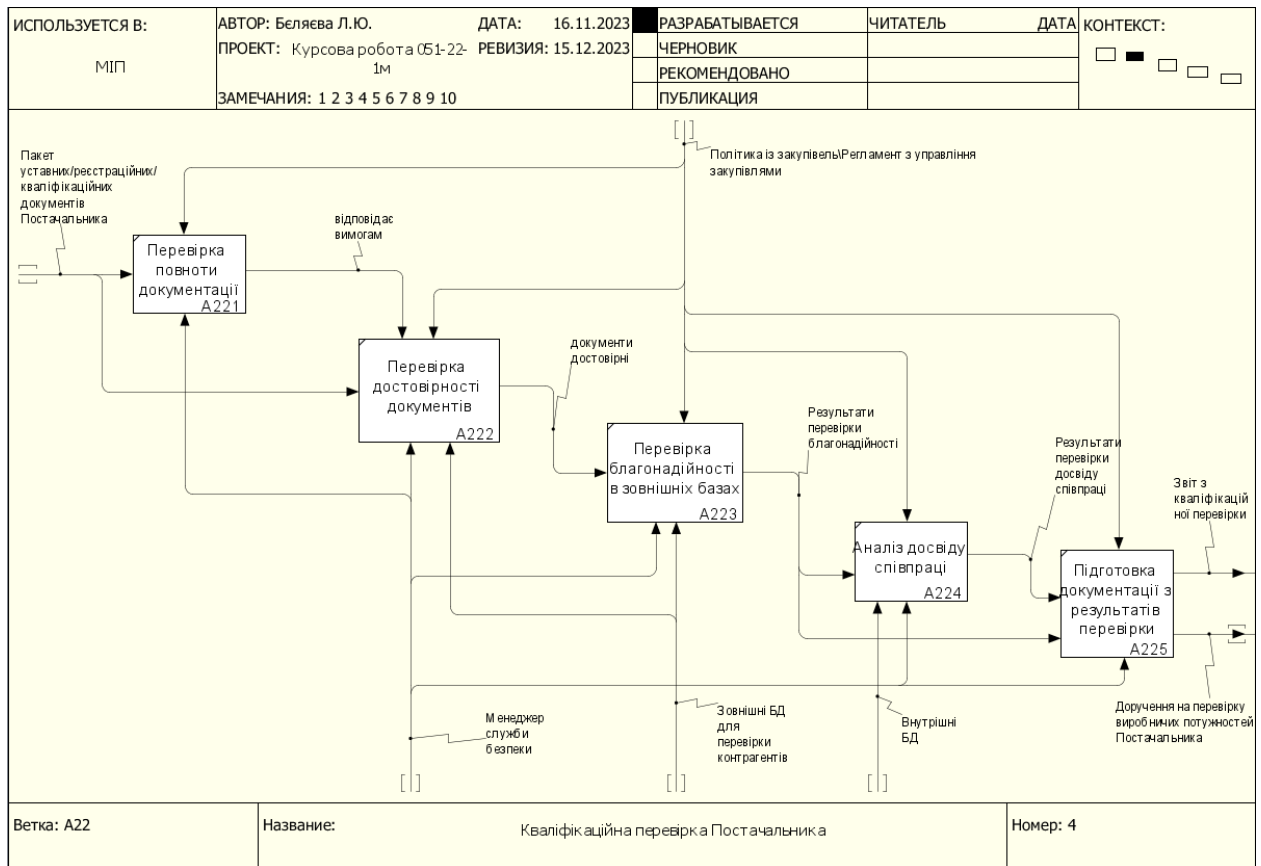 ИСПОЛЬЗУЕТСЯ В:
МІП
АВТОР: Бєляєва Л.Ю.
ДАТА: 16.11.2023
ПРОЕКТ: Курсова робота 051-22-
1м
РЕВИЗИЯ: 15.12.2023
ЗАМЕЧАНИЯ: 1 2 3 4 5 6 7 8 9 10
РАЗРАБАТЫВАЕТСЯ
ЧЕРНОВИК
РЕКОМЕНДОВАНО
ПУБЛИКАЦИЯ
ЧИТАТЕЛЬ
ДАТА
КОНТЕКСТ:
Пакет
уставних/реєстраційних/
кваліфікаційних
документів
Постачальника
Політика із закупівель\Регламент з управління
закупівлями
Перевірка
повноти
документації
A221
відповідає
вимогам
Перевірка
достовірності
документів
A222
документи
достовірні
Перевірка
благонадійності
в зовнішніх базах
A223
Результати
перевірки
благонадійності
Аналіз досвіду
співпраці
A224
Результати
перевірки
досвіду
співпраці
Підготовка
документації з
результатів
перевірки
A225
Звіт з
кваліфікацій
ної перевірки
Доручення на перевірку
виробничих потужностей
Постачальника
Менеджер
служби
безпеки
Зовнішні БД
для
перевірки
контрагентів
Внутрішні
БД
Ветка: A22
Название:
Кваліфікаційна перевірка Постачальника
Номер: 4